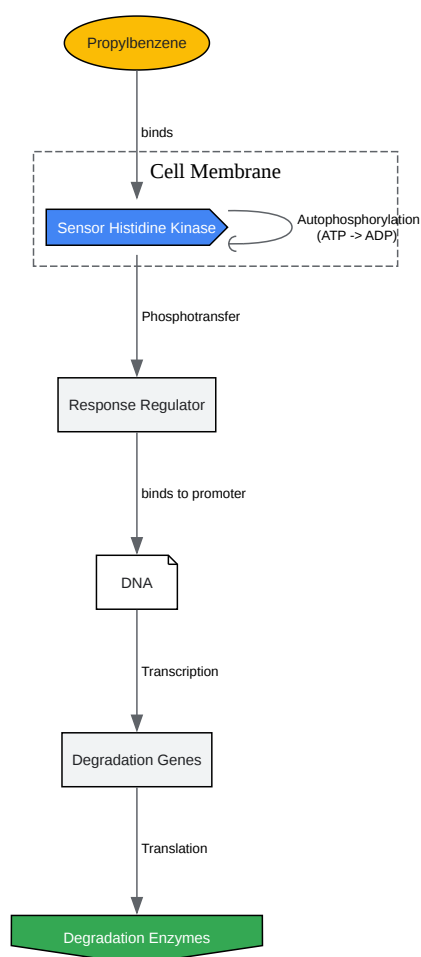 Propylbenzene
binds
Cell Membrane
Sensor Histidine Kinase
Autophosphorylation
(ATP -> ADP)
Phosphotransfer
Response Regulator
binds to promoter
DNA
Transcription
Degradation Genes
Translation
Degradation Enzymes